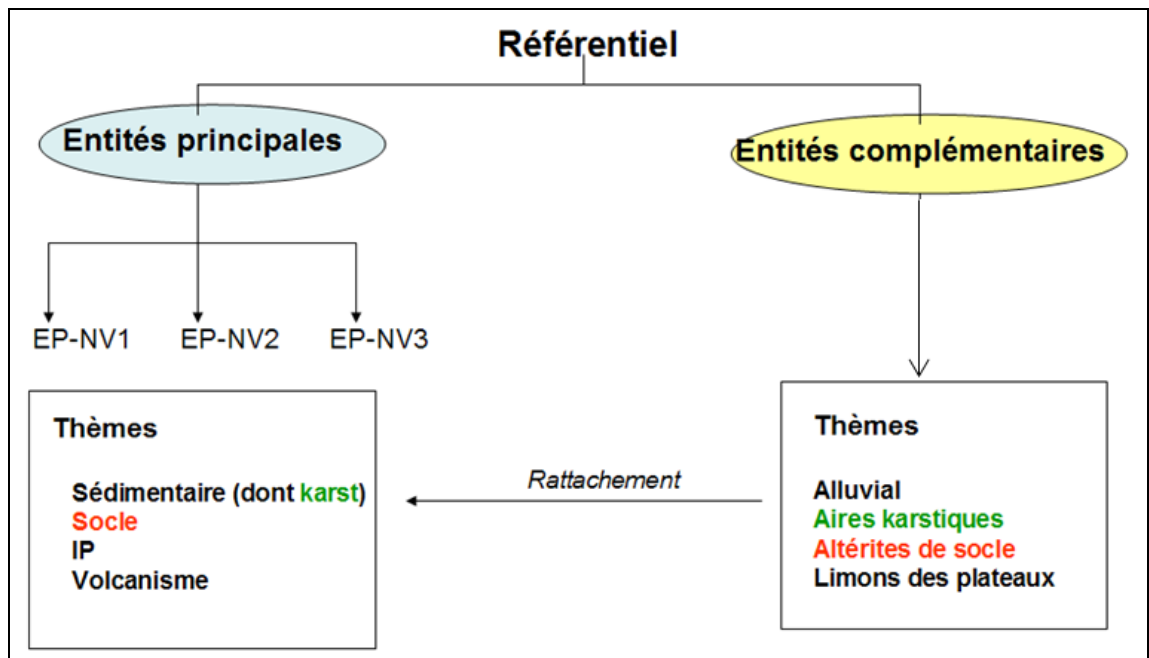 Référentiel
Entités principales
Entités complémentaires
EP-NV1 EP-NV2 EP-NV3
Thèmes
Sédimentaire (dont karst)
Socle
IP
Volcanisme
Rattachement
Thèmes
Alluvial
Aires karstiques
Altérites de socle
Limons des plateaux